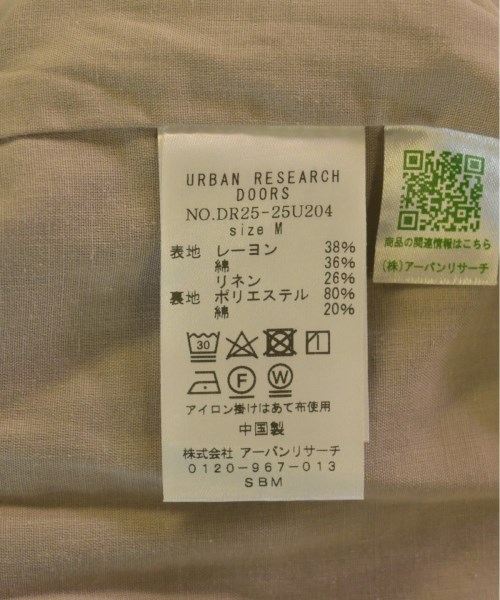 URBAN RESEARCH
DOORS
NO.DR25-25U204
size M
表地 レーヨン 38%
綿 36%
リネン 26%
裏地 ポリエステル 80%
綿 20%
30
F
W
アイロン掛けはあて布使用
中国製
株式会社 アーバンリサーチ
0120-967-013
SBM
商品の関連情報はこちら
(株)アーバンリサーチ